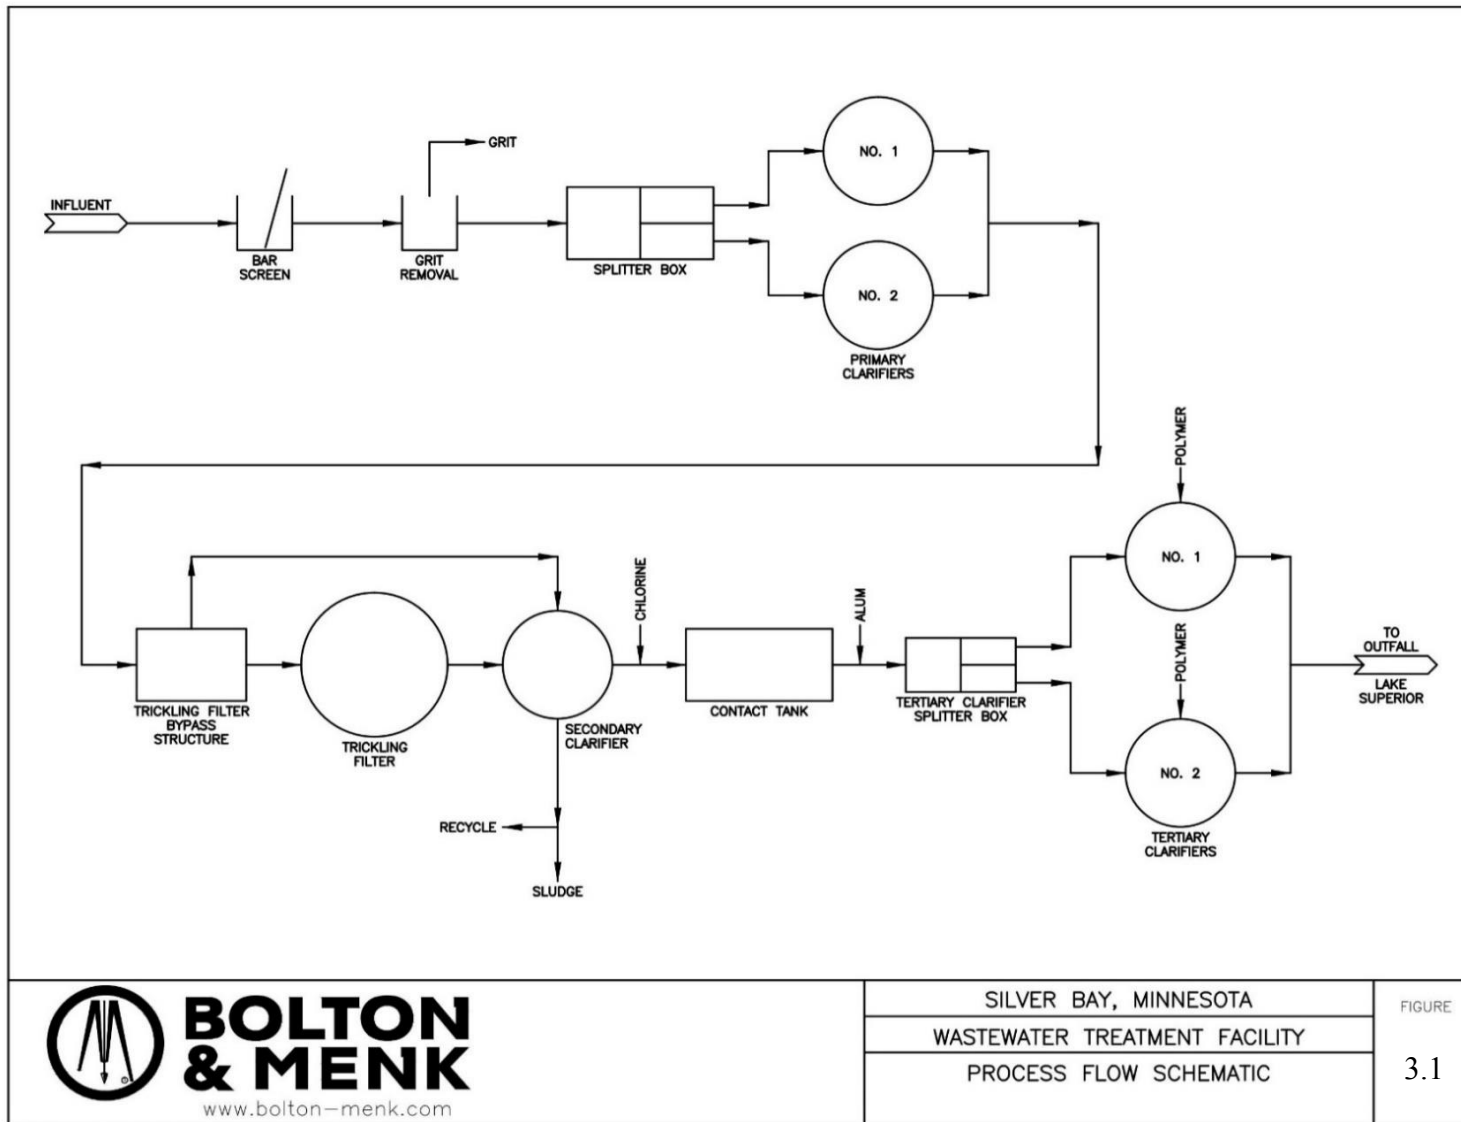 GRIT
INFLUENT
BAR
SCREEN
GRIT
REMOVAL
SPLITTER BOX
NO. 1
NO. 2
PRIMARY
CLARIFIERS
TRICKLING FILTER
BYPASS
STRUCTURE
TRICKLING
FILTER
SECONDARY
CLARIFIER
RECYCLE
SLUDGE
CHLORINE
CONTACT TANK
ALUM
TERTIARY CLARIFIER
SPLITTER BOX
POLYMER
NO. 1
POLYMER
NO. 2
TERTIARY
CLARIFIERS
TO
OUTFALL
LAKE
SUPERIOR
BOLTON
& MENK
®
www.bolton-menk.com
SILVER BAY, MINNESOTA
WASTEWATER TREATMENT FACILITY
PROCESS FLOW SCHEMATIC
FIGURE
3.1